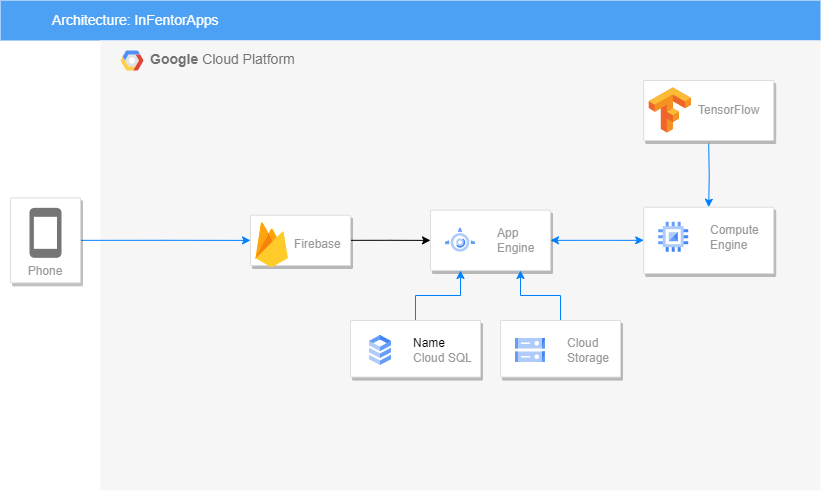 Architecture: InFentorApps
Google Cloud Platform
TensorFlow
Phone
Firebase
App
Engine
Compute
Engine
Name
Cloud SQL
Cloud
Storage